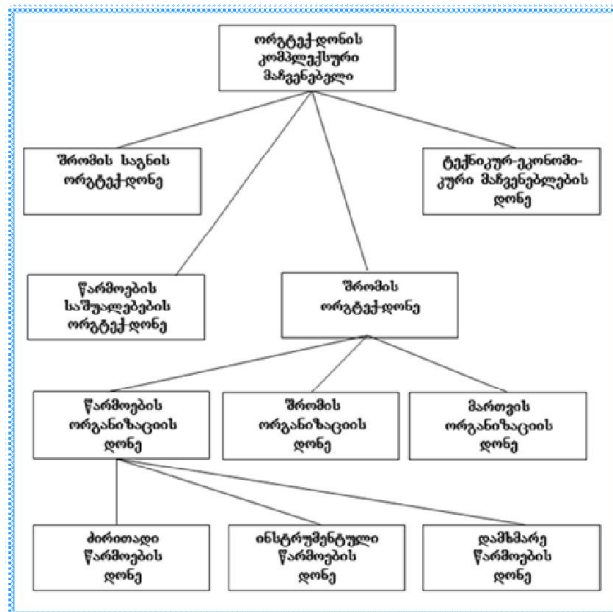 ორგტექ-დონის
კომპლექსური
მაჩვენებელი
შრომის საგნის
ორგტექ-დონე
ტექნიკურ-ეკონომი-
კური მაჩვენებლების
დონე
წარმოების
საშუალებების
ორგტექ-დონე
შრომის
ორგტექ-დონე
წარმოების
ორგანიზაციის
დონე
შრომის
ორგანიზაციის
დონე
მართვის
ორგანიზაციის
დონე
ძირითადი
წარმოების
დონე
ინსტრუმენტული
წარმოების
დონე
დამხმარე
წარმოების
დონე